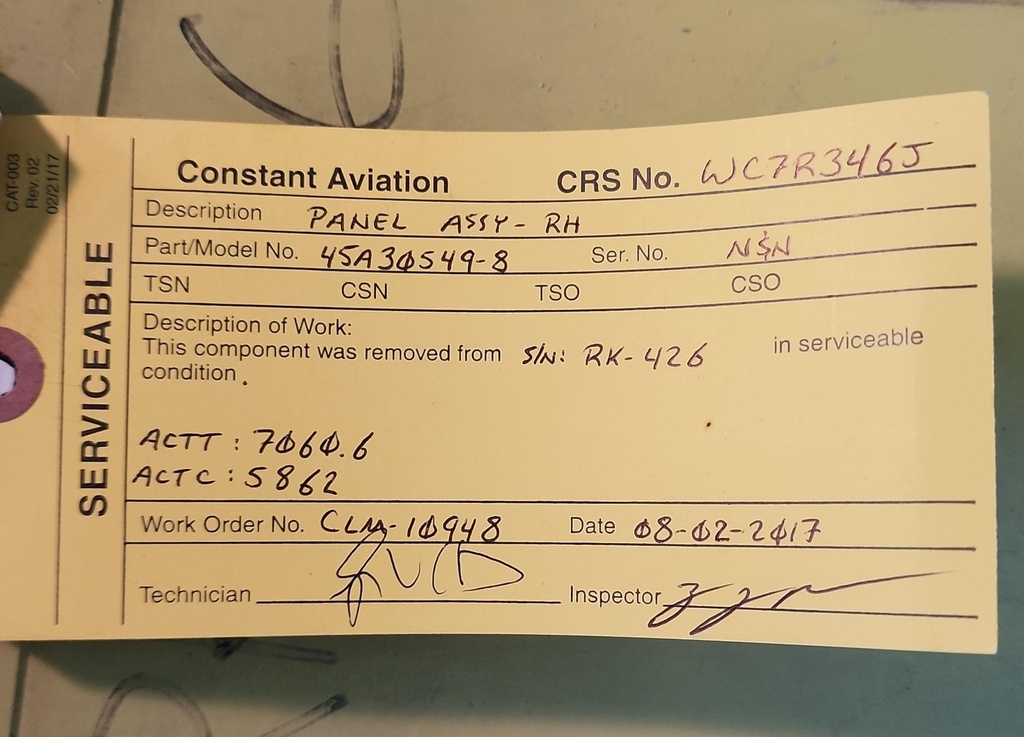 CAT-003
Rev. 02
02/21/17
SERVICEABLE
Constant Aviation CRS No. WC7R346J
Description PANEL ASSY - RH
Part/Model No. 45A30549-8 Ser. No. NSN
TSN CSN TSO CSO
Description of Work:
This component was removed from S/N: RK-426 in serviceable
condition.
ACTT : 7060.6
ACTC : 5862
Work Order No. CLM-10948 Date 08-02-2017
Technician Inspector